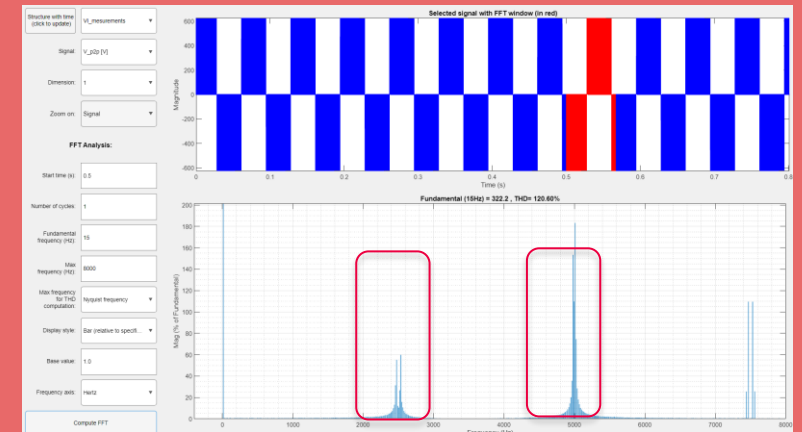 Structure with time
(click to update)
VI_mesurements
Signal:
V_p2p [V]
Dimension:
1
Zoom on:
Signal
FFT Analysis:
Start time (s):
0.5
Number of cycles:
1
Fundamental
frequency (Hz):
15
Max
frequency (Hz):
8000
Max frequency
for THD
computation:
Nyquist frequency
Display style:
Bar (relative to specifi...
Base value:
1.0
Frequency axis:
Hertz
Compute FFT
Selected signal with FFT window (in red)
Magnitude
600
400
200
0
-200
-400
-600
0 0.1 0.2 0.3 0.4 0.5 0.6 0.7 0.8
Time (s)
Fundamental (15Hz) = 322.2 , THD= 120.60%
Mag (% of Fundamental)
200
180
160
140
120
100
80
60
40
20
0
0 1000 2000 3000 4000 5000 6000 7000 8000
Frequency (Hz)